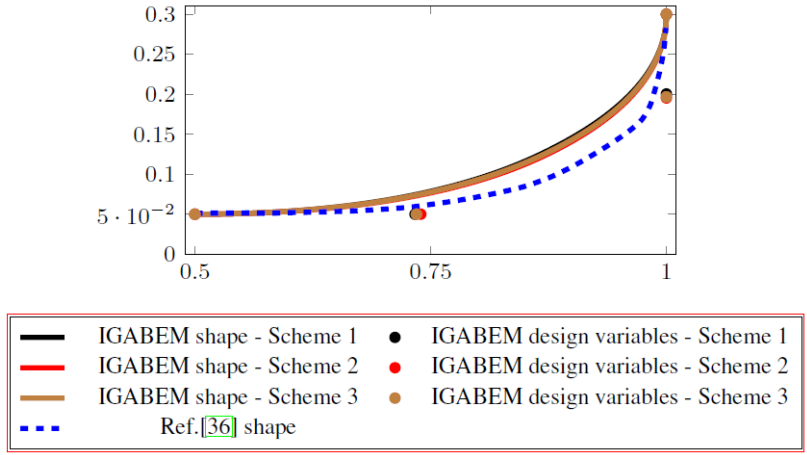 0.3
0.25
0.2
0.15
0.1
5 · 10⁻²
0
0.5 0.75 1
IGABEM shape - Scheme 1 IGABEM design variables - Scheme 1
IGABEM shape - Scheme 2 IGABEM design variables - Scheme 2
IGABEM shape - Scheme 3 IGABEM design variables - Scheme 3
Ref.[36] shape